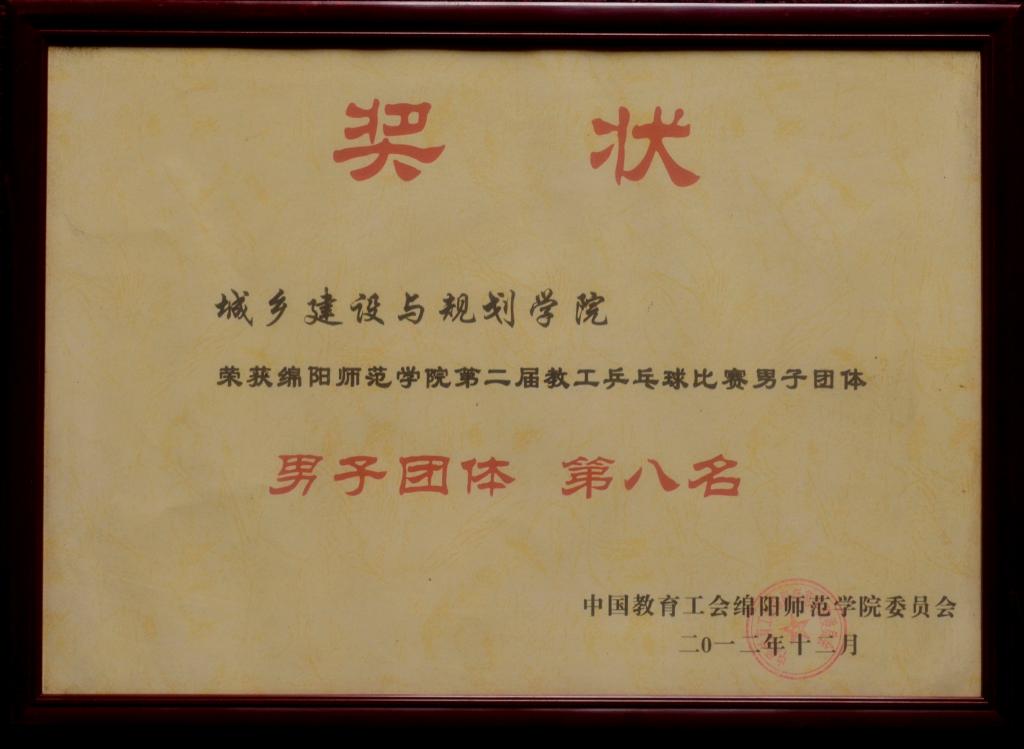 奖 状
城乡建设与规划学院
荣获绵阳师范学院第二届教工乒乓球比赛男子团体
男子团体 第八名
中国教育工会绵阳师范学院委员会
二0一二年十二月